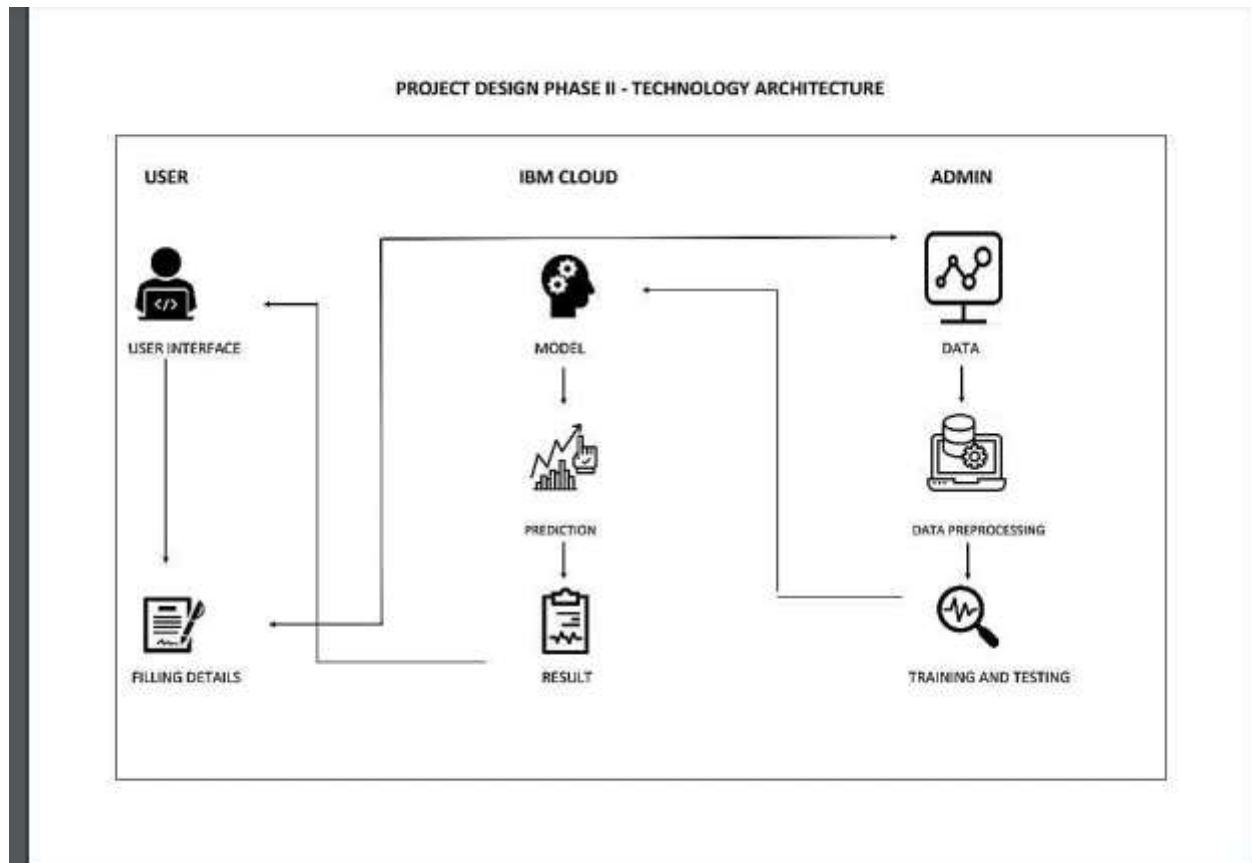 PROJECT DESIGN PHASE II - TECHNOLOGY ARCHITECTURE
USER
IBM CLOUD
ADMIN
</>
USER INTERFACE
MODEL
DATA
PREDICTION
DATA PREPROCESSING
FILLING DETAILS
RESULT
TRAINING AND TESTING